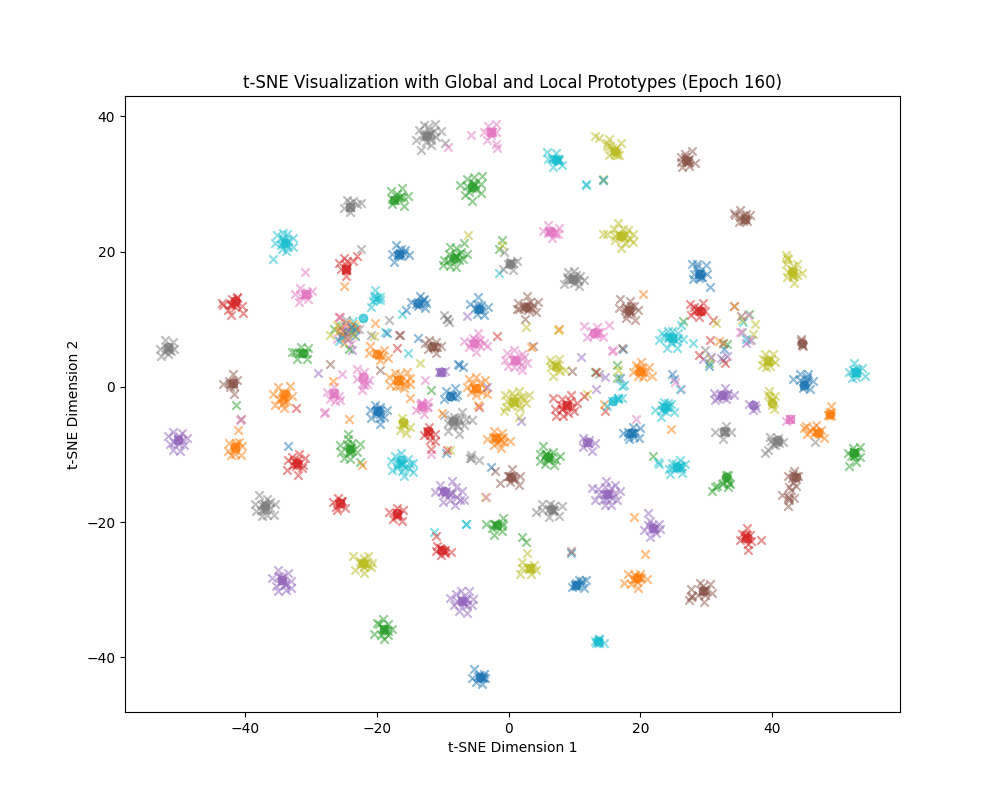 t-SNE Visualization with Global and Local Prototypes (Epoch 160)
40
20
0
−20
−40
t-SNE Dimension 2
−40 −20 0 20 40
t-SNE Dimension 1